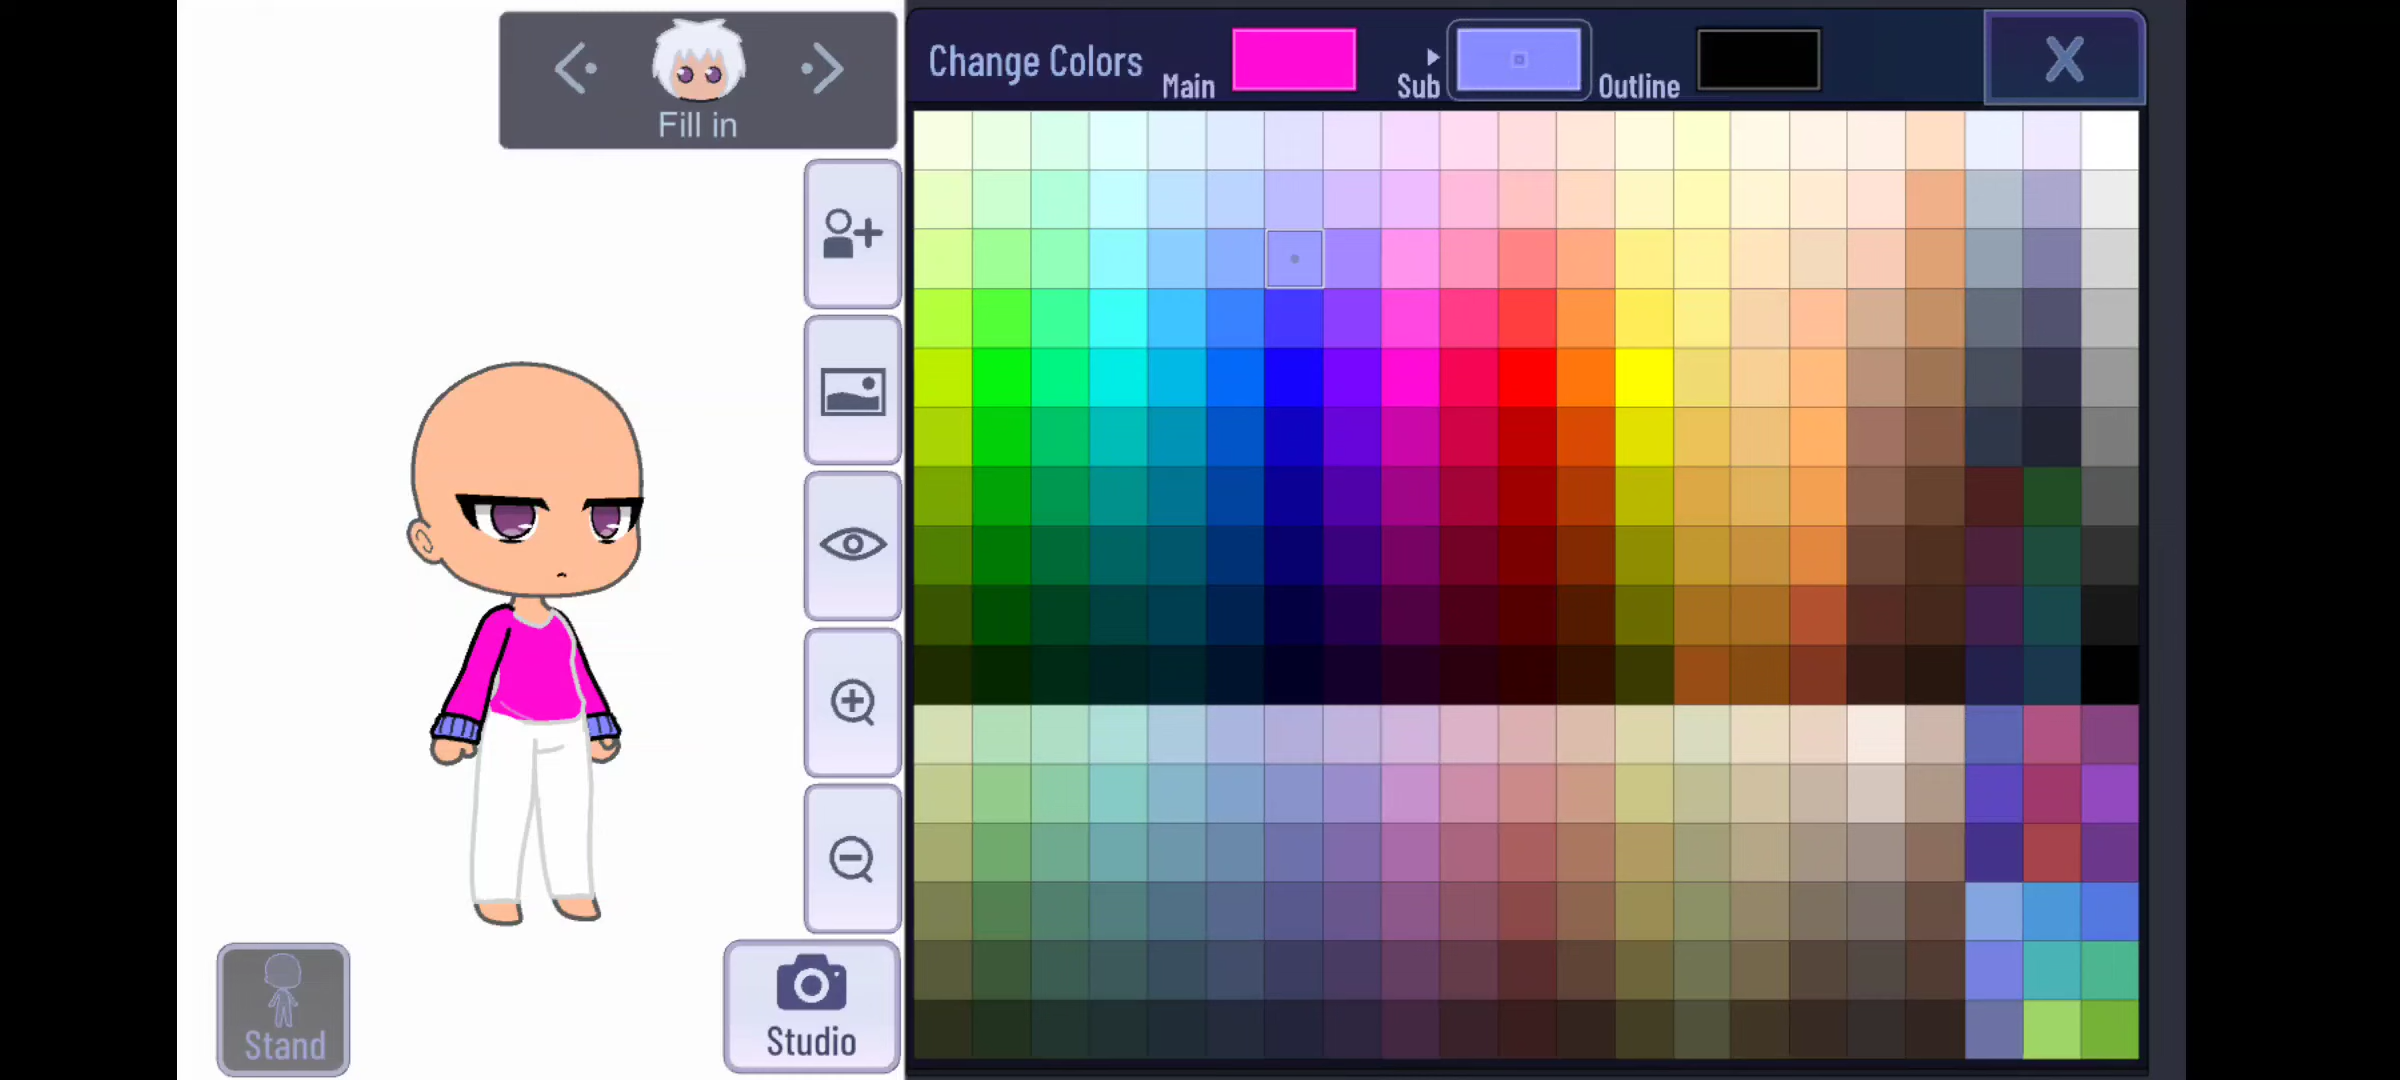 Fill in
Change Colors
Main
Sub
Outline
X
Studio
Stand